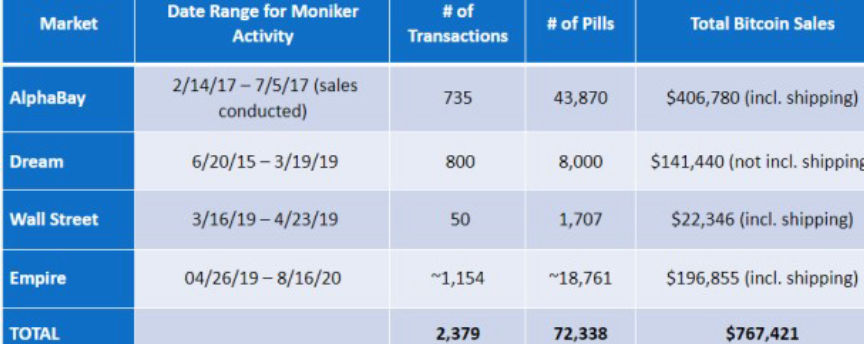 Market Date Range for Moniker Activity # of Transactions # of Pills Total Bitcoin Sales
AlphaBay 2/14/17 – 7/5/17 (sales conducted) 735 43,870 $406,780 (incl. shipping)
Dream 6/20/15 – 3/19/19 800 8,000 $141,440 (not incl. shipping
Wall Street 3/16/19 – 4/23/19 50 1,707 $22,346 (incl. shipping)
Empire 04/26/19 – 8/16/20 ~1,154 ~18,761 $196,855 (incl. shipping)
TOTAL 2,379 72,338 $767,421